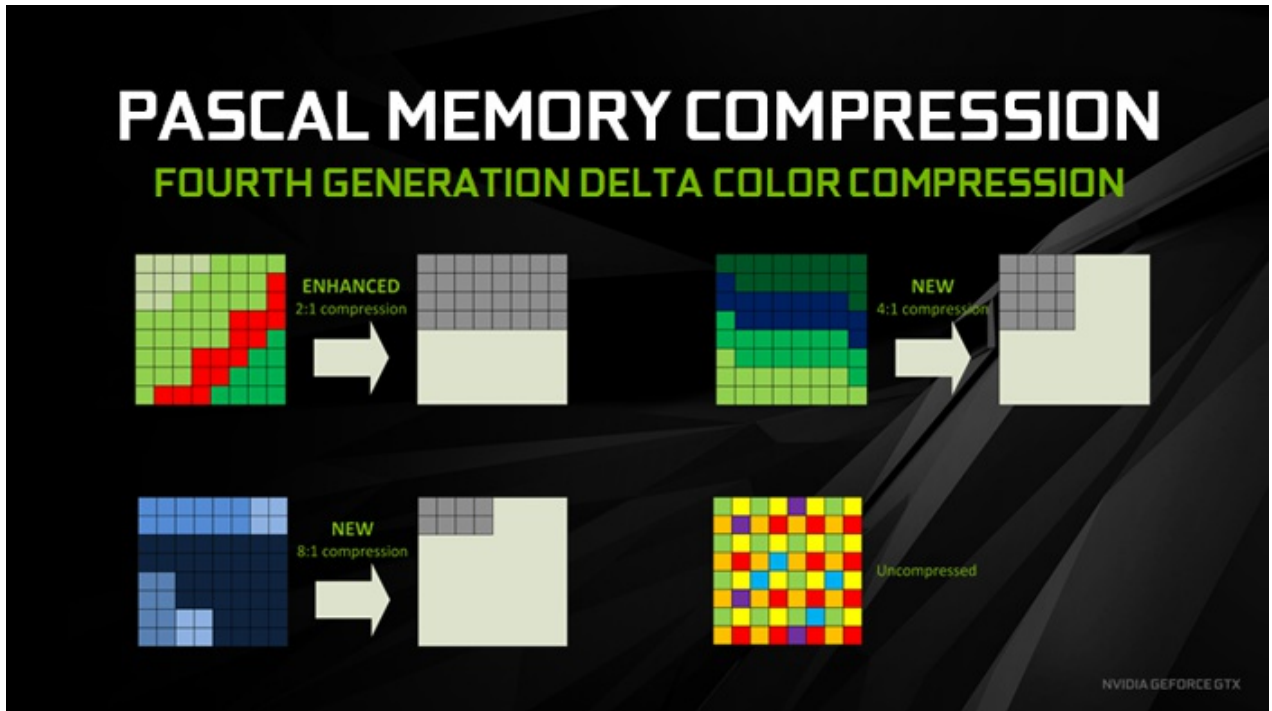 PASCAL MEMORY COMPRESSION
FOURTH GENERATION DELTA COLOR COMPRESSION
ENHANCED
2:1 compression
NEW
4:1 compression
NEW
8:1 compression
Uncompressed
NVIDIA GEFORCE GTX